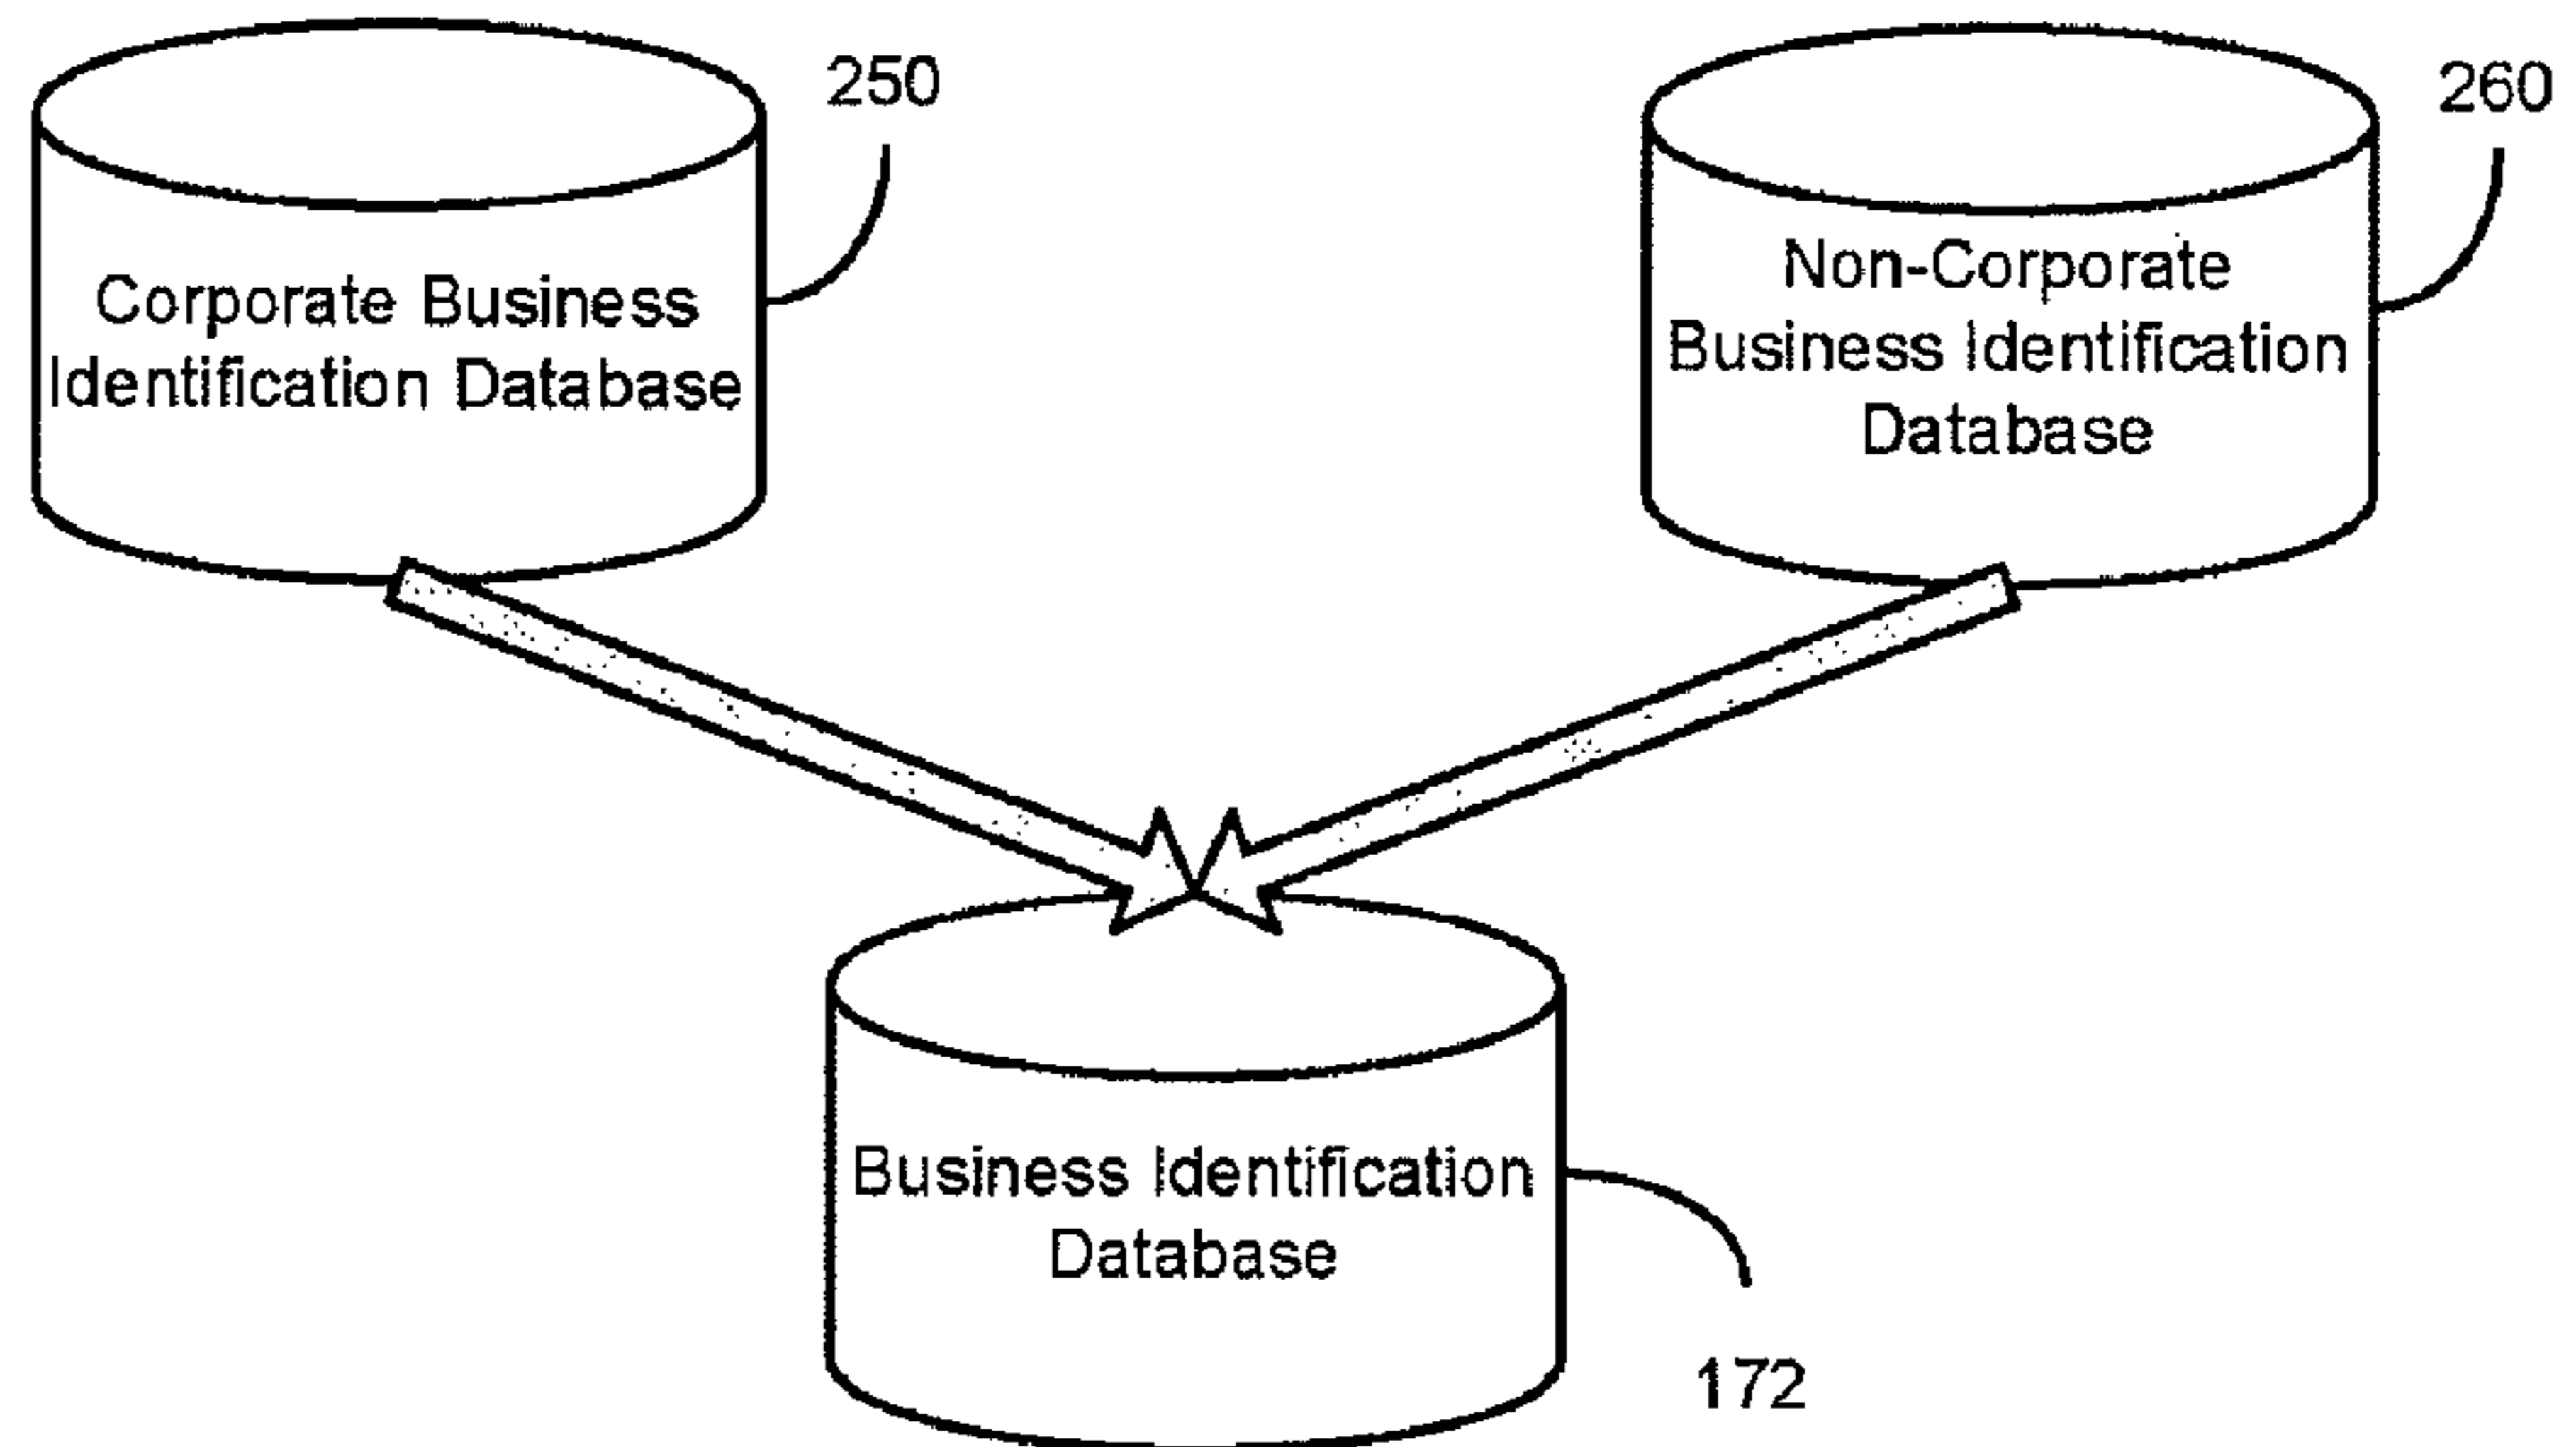 250
260
Corporate Business
Identification Database
Non-Corporate
Business Identification
Database
Business Identification
Database
172